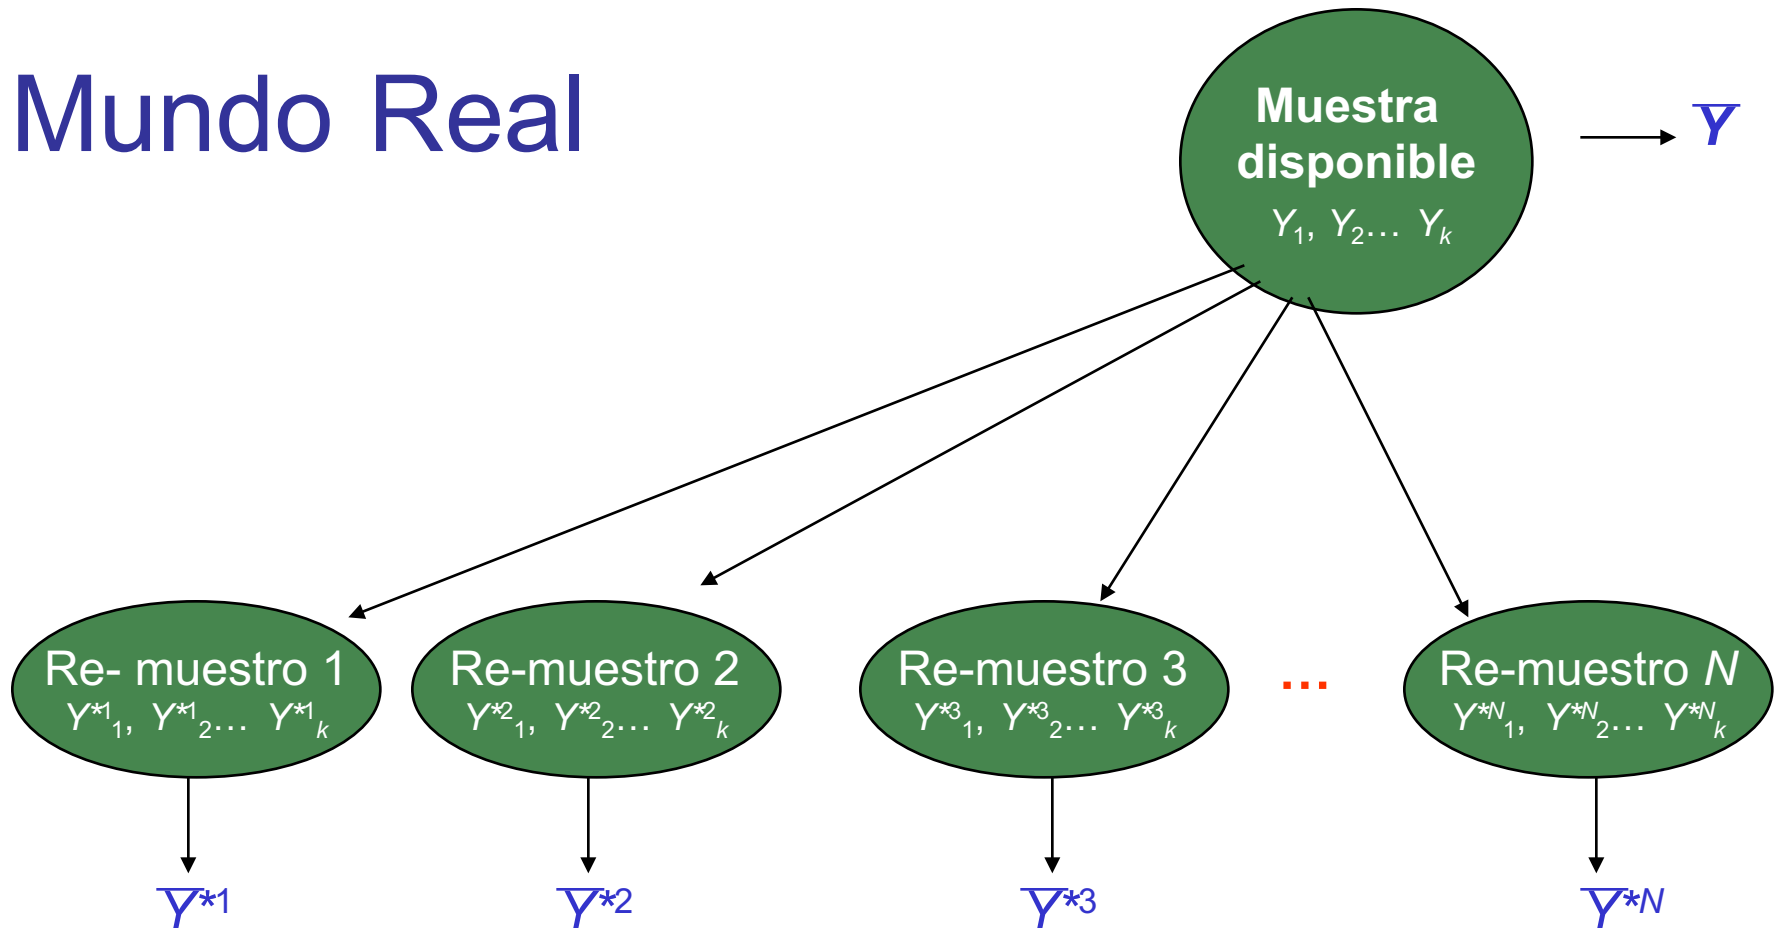 Mundo Real
Muestra
disponible
Y₁, Y₂… Yₖ
Y̅
Re- muestro 1
Y*¹₁, Y*¹₂… Y*¹ₖ
Re-muestro 2
Y*²₁, Y*²₂… Y*²ₖ
Re-muestro 3
Y*³₁, Y*³₂… Y*³ₖ
…
Re-muestro N
Y*ᴺ₁, Y*ᴺ₂… Y*ᴺₖ
Y̅*¹
Y̅*²
Y̅*³
Y̅*ᴺ